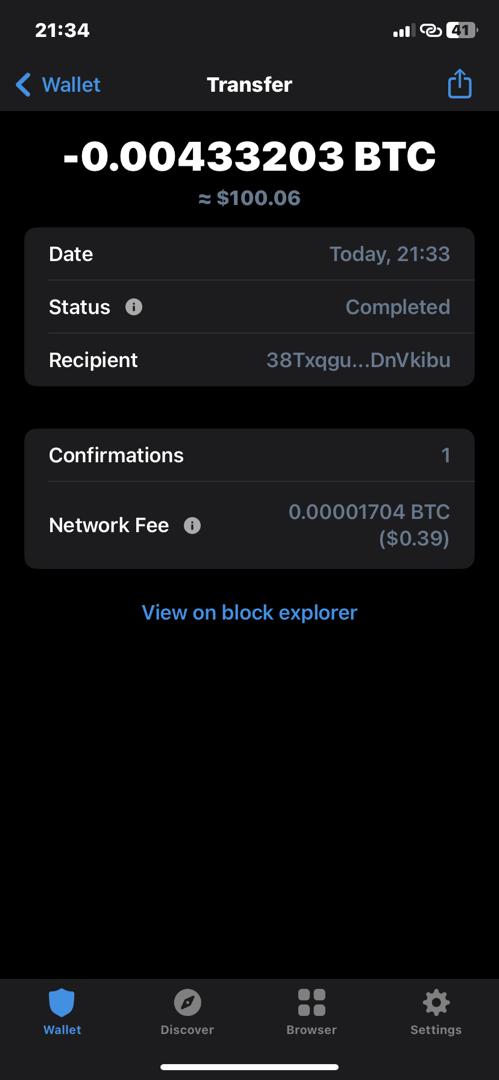 21:34
41
Wallet
Transfer
-0.00433203 BTC
≈ $100.06
Date
Today, 21:33
Status
Completed
Recipient
38Txqgu...DnVkibu
Confirmations
1
Network Fee
0.00001704 BTC
($0.39)
View on block explorer
Wallet
Discover
Browser
Settings